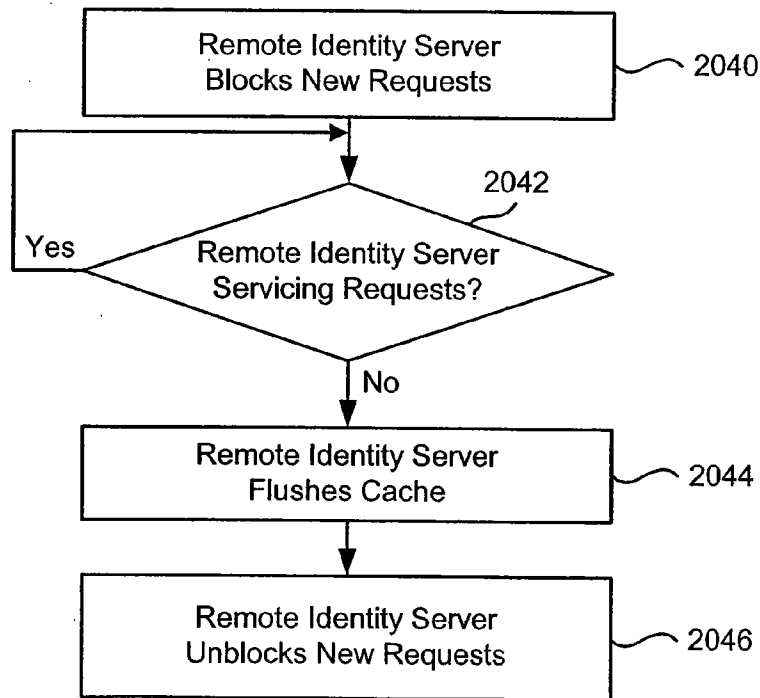 Remote Identity Server
Blocks New Requests
2040
2042
Yes
Remote Identity Server
Servicing Requests?
No
Remote Identity Server
Flushes Cache
2044
Remote Identity Server
Unblocks New Requests
2046